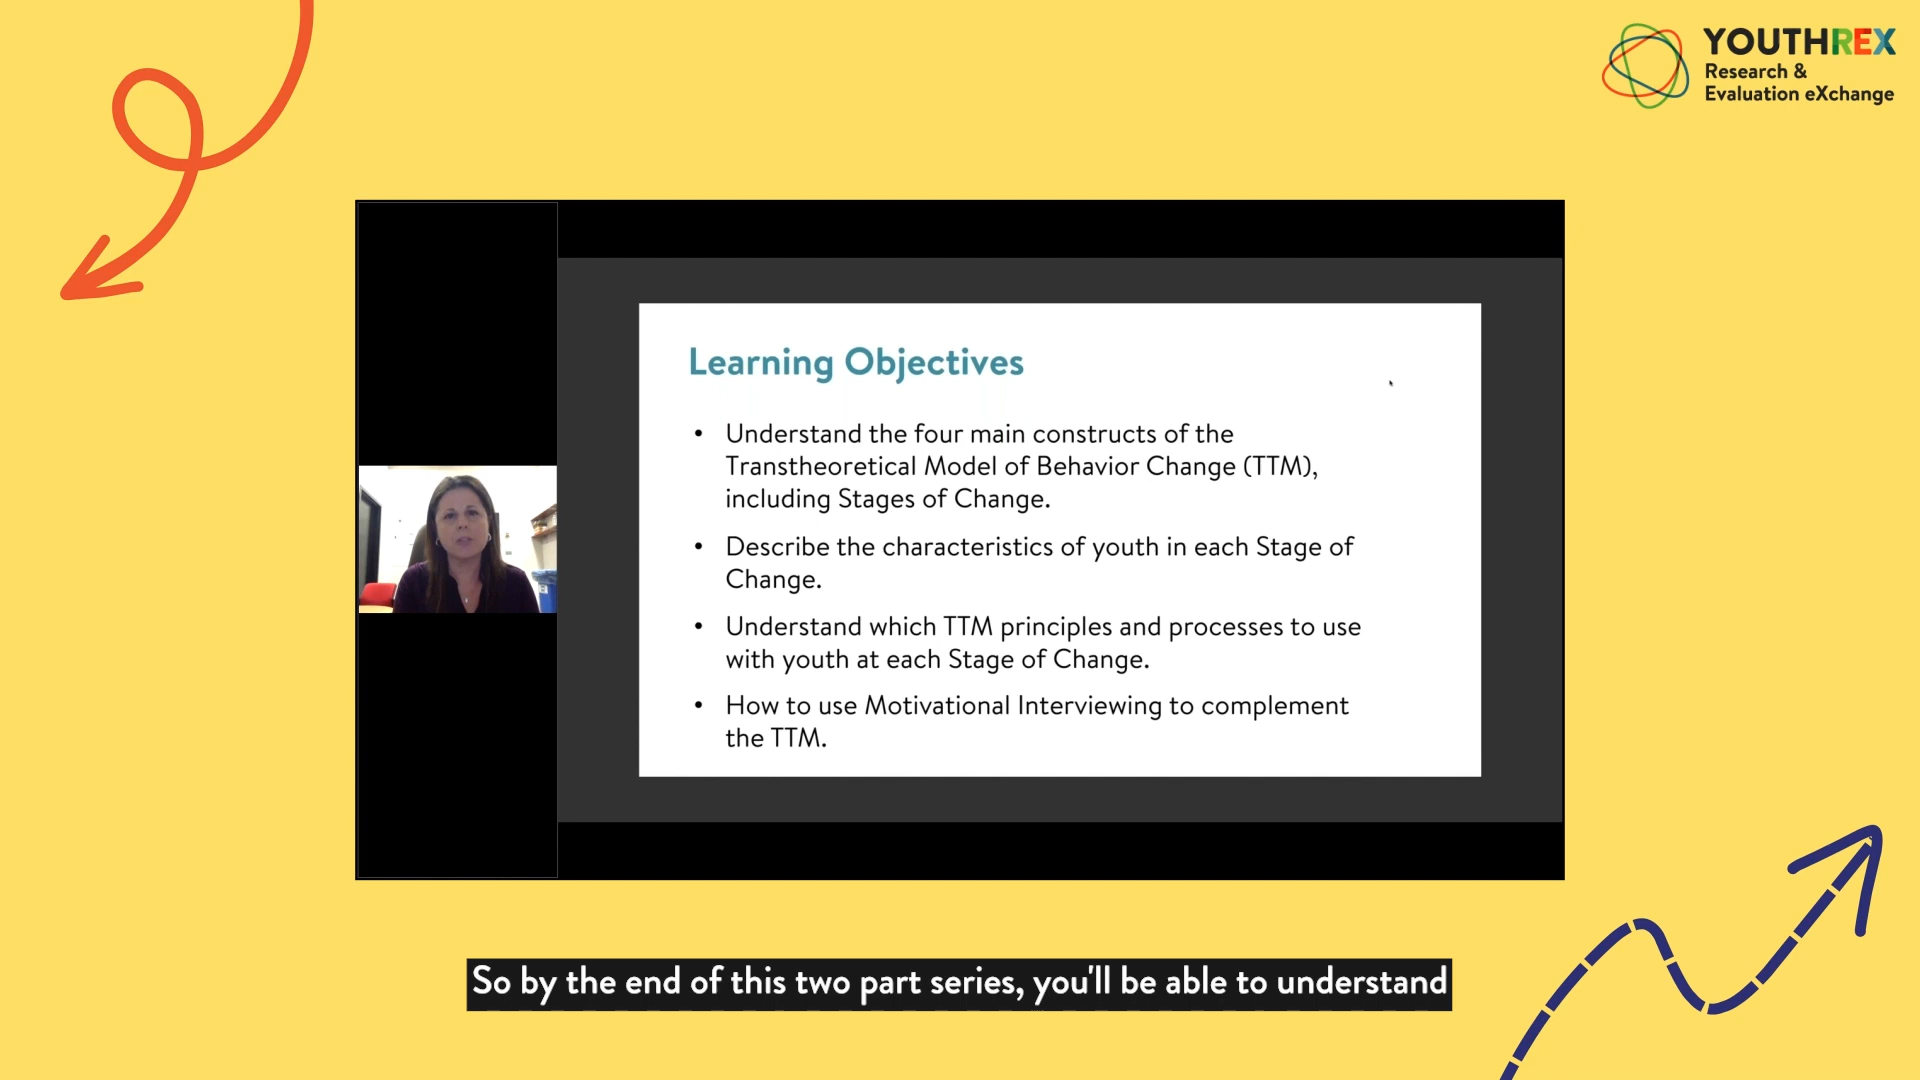 YOUTHREX
Research &
Evaluation eXchange
Learning Objectives
• Understand the four main constructs of the
Transtheoretical Model of Behavior Change (TTM),
including Stages of Change.
• Describe the characteristics of youth in each Stage of
Change.
• Understand which TTM principles and processes to use
with youth at each Stage of Change.
• How to use Motivational Interviewing to complement
the TTM.
So by the end of this two part series, you'll be able to understand